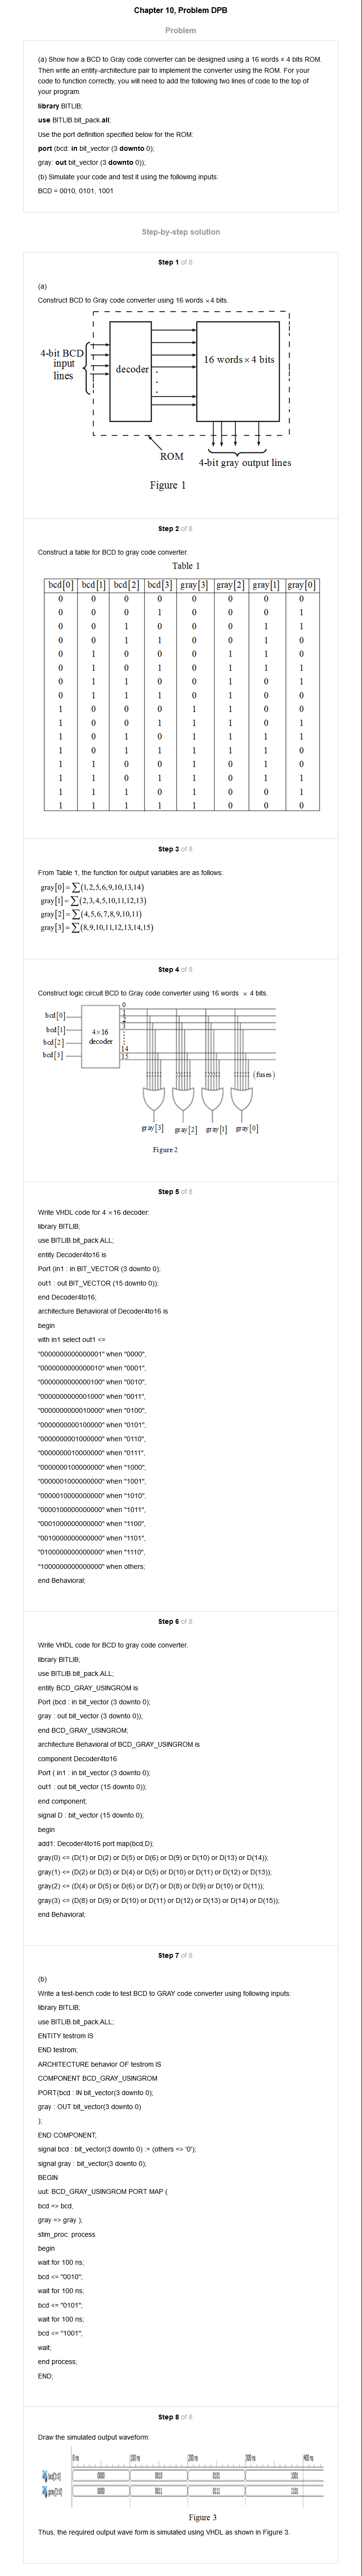 Chapter 10, Problem DPB
Problem
(a) Show how a BCD to Gray code converter can be designed using a 16 words × 4 bits ROM.
Then write an entity-architecture pair to implement the converter using the ROM. For your
code to function correctly, you will need to add the following two lines of code to the top of
your program.
library BITLIB;
use BITLIB.bit_pack.all;
Use the port definition specified below for the ROM:
port (bcd: in bit_vector (3 downto 0);
gray: out bit_vector (3 downto 0));
(b) Simulate your code and test it using the following inputs:
BCD = 0010, 0101, 1001
Step-by-step solution
Step 1 of 8
(a)
Construct BCD to Gray code converter using 16 words ×4 bits.
4-bit BCD
input
lines
decoder
16 words × 4 bits
ROM
4-bit gray output lines
Figure 1
Step 2 of 8
Construct a table for BCD to gray code converter.
Table 1
bcd[0] bcd[1] bcd[2] bcd[3] gray[3] gray[2] gray[1] gray[0]
0 0 0 0 0 0 0 0
0 0 0 1 0 0 0 1
0 0 1 0 0 0 1 1
0 0 1 1 0 0 1 0
0 1 0 0 0 1 1 0
0 1 0 1 0 1 1 1
0 1 1 0 0 1 0 1
0 1 1 1 0 1 0 0
1 0 0 0 1 1 0 0
1 0 0 1 1 1 0 1
1 0 1 0 1 1 1 1
1 0 1 1 1 1 1 0
1 1 0 0 1 0 1 0
1 1 0 1 1 0 1 1
1 1 1 0 1 0 0 1
1 1 1 1 1 0 0 0
Step 3 of 8
From Table 1, the function for output variables are as follows:
gray[0]=∑(1,2,5,6,9,10,13,14)
gray[1]=∑(2,3,4,5,10,11,12,13)
gray[2]=∑(4,5,6,7,8,9,10,11)
gray[3]=∑(8,9,10,11,12,13,14,15)
Step 4 of 8
Construct logic circuit BCD to Gray code converter using 16 words × 4 bits.
bcd[0]
bcd[1]
bcd[2]
bcd[3]
4×16
decoder
0
1
2
3
14
15
(fuses)
gray[3] gray[2] gray[1] gray[0]
Figure 2
Step 5 of 8
Write VHDL code for 4 ×16 decoder:
library BITLIB;
use BITLIB.bit_pack.ALL;
entity Decoder4to16 is
Port (in1 : in BIT_VECTOR (3 downto 0);
out1 : out BIT_VECTOR (15 downto 0));
end Decoder4to16;
architecture Behavioral of Decoder4to16 is
begin
with in1 select out1 <=
"0000000000000001" when "0000",
"0000000000000010" when "0001",
"0000000000000100" when "0010",
"0000000000001000" when "0011",
"0000000000010000" when "0100",
"0000000000100000" when "0101",
"0000000001000000" when "0110",
"0000000010000000" when "0111",
"0000000100000000" when "1000",
"0000001000000000" when "1001",
"0000010000000000" when "1010",
"0000100000000000" when "1011",
"0001000000000000" when "1100",
"0010000000000000" when "1101",
"0100000000000000" when "1110",
"1000000000000000" when others;
end Behavioral;
Step 6 of 8
Write VHDL code for BCD to gray code converter.
library BITLIB;
use BITLIB.bit_pack.ALL;
entity BCD_GRAY_USINGROM is
Port (bcd : in bit_vector (3 downto 0);
gray : out bit_vector (3 downto 0));
end BCD_GRAY_USINGROM;
architecture Behavioral of BCD_GRAY_USINGROM is
component Decoder4to16
Port ( in1 : in bit_vector (3 downto 0);
out1 : out bit_vector (15 downto 0));
end component;
signal D : bit_vector (15 downto 0);
begin
add1: Decoder4to16 port map(bcd,D);
gray(0) <= (D(1) or D(2) or D(5) or D(6) or D(9) or D(10) or D(13) or D(14));
gray(1) <= (D(2) or D(3) or D(4) or D(5) or D(10) or D(11) or D(12) or D(13));
gray(2) <= (D(4) or D(5) or D(6) or D(7) or D(8) or D(9) or D(10) or D(11));
gray(3) <= (D(8) or D(9) or D(10) or D(11) or D(12) or D(13) or D(14) or D(15));
end Behavioral;
Step 7 of 8
(b)
Write a test-bench code to test BCD to GRAY code converter using following inputs:
library BITLIB;
use BITLIB.bit_pack.ALL;
ENTITY testrom IS
END testrom;
ARCHITECTURE behavior OF testrom IS
COMPONENT BCD_GRAY_USINGROM
PORT(bcd : IN bit_vector(3 downto 0);
gray : OUT bit_vector(3 downto 0)
);
END COMPONENT;
signal bcd : bit_vector(3 downto 0) := (others => '0');
signal gray : bit_vector(3 downto 0);
BEGIN
uut: BCD_GRAY_USINGROM PORT MAP (
bcd => bcd,
gray => gray );
stim_proc: process
begin
wait for 100 ns;
bcd <= "0010";
wait for 100 ns;
bcd <= "0101";
wait for 100 ns;
bcd <= "1001";
wait;
end process;
END;
Step 8 of 8
Draw the simulated output waveform:
0 ns 100 ns 200 ns 300 ns 400 ns
bcd[3:0] 0000 0010 0101 1001
gray[3:0] 0000 0011 0111 1101
Figure 3
Thus, the required output wave form is simulated using VHDL as shown in Figure 3.